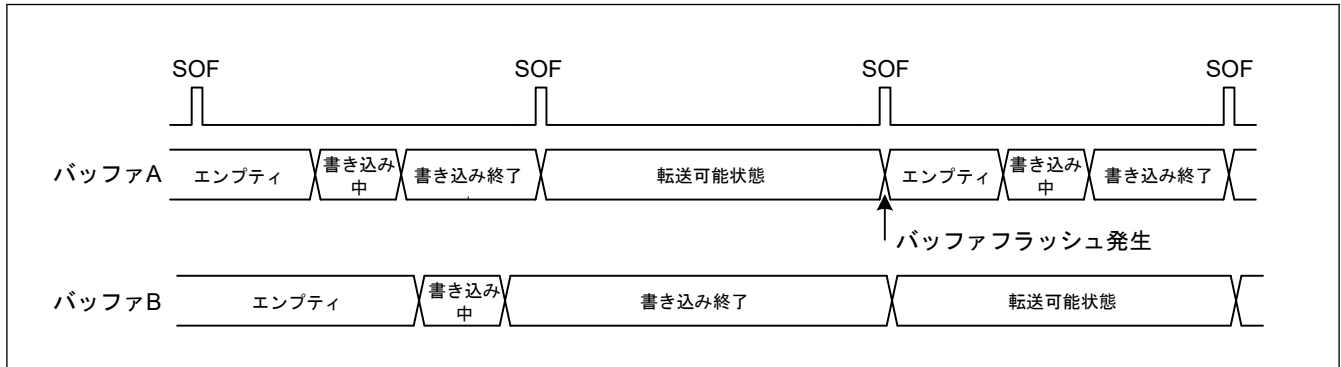 SOF SOF SOF SOF
バッファA エンプティ 書き込み中 書き込み終了 転送可能状態 エンプティ 書き込み中 書き込み終了
バッファフラッシュ発生
バッファB エンプティ 書き込み中 書き込み終了 転送可能状態